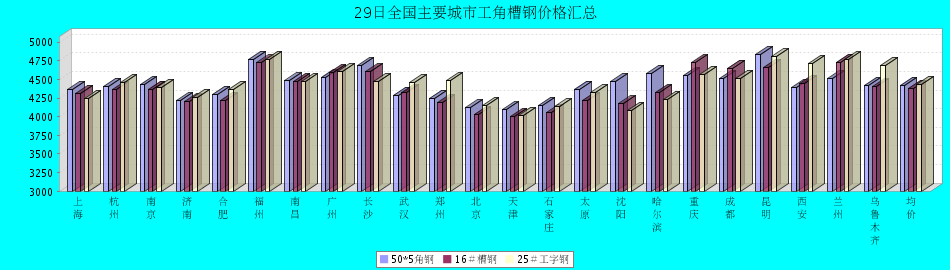 29日全国主要城市工角槽钢价格汇总
5000
4750
4500
4250
4000
3750
3500
3250
3000
上海
杭州
南京
济南
合肥
福州
南昌
广州
长沙
武汉
郑州
北京
天津
石家庄
太原
沈阳
哈尔滨
重庆
成都
昆明
西安
兰州
乌鲁木齐
均价
50*5角钢
16#槽钢
25#工字钢